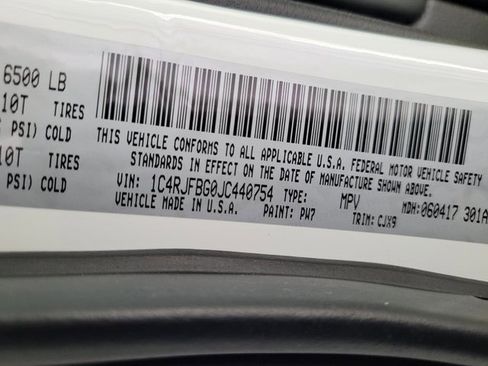 6500 LB
10T TIRES
PSI) COLD
10T TIRES
PSI) COLD
THIS VEHICLE CONFORMS TO ALL APPLICABLE U.S.A. FEDERAL MOTOR VEHICLE SAFETY
STANDARDS IN EFFECT ON THE DATE OF MANUFACTURE SHOWN ABOVE.
VIN: 1C4RJFBG0JC440754 TYPE: MPV MDH: 060417 301A
VEHICLE MADE IN U.S.A. PAINT: PW7 TRIM: CJX9